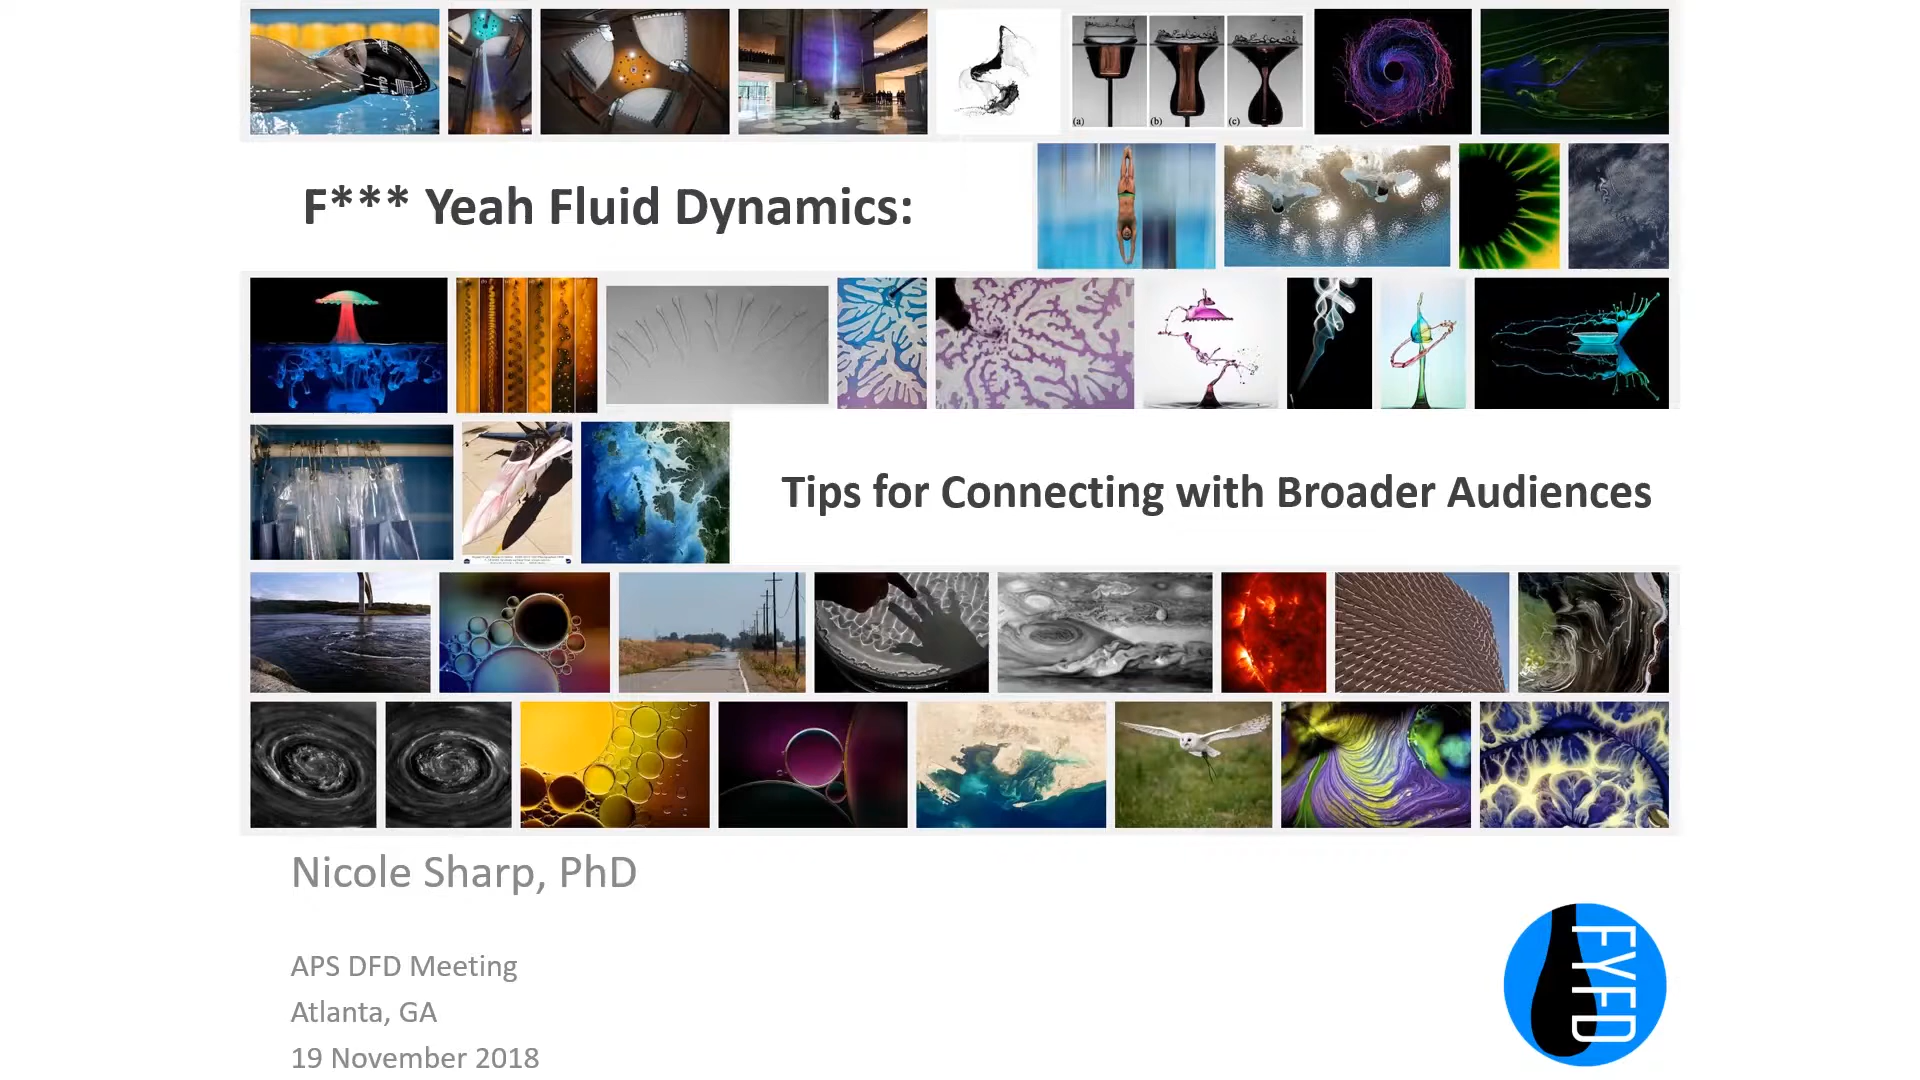 (a) (b) (c)
F*** Yeah Fluid Dynamics:
Tips for Connecting with Broader Audiences
Nicole Sharp, PhD
APS DFD Meeting
Atlanta, GA
19 November 2018
FYFD